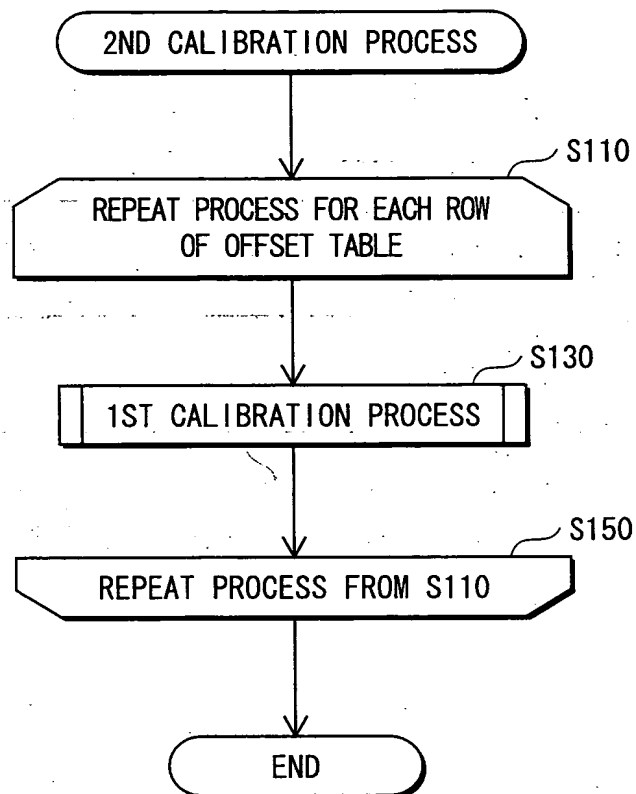 2ND CALIBRATION PROCESS
S110
REPEAT PROCESS FOR EACH ROW
OF OFFSET TABLE
S130
1ST CALIBRATION PROCESS
S150
REPEAT PROCESS FROM S110
END